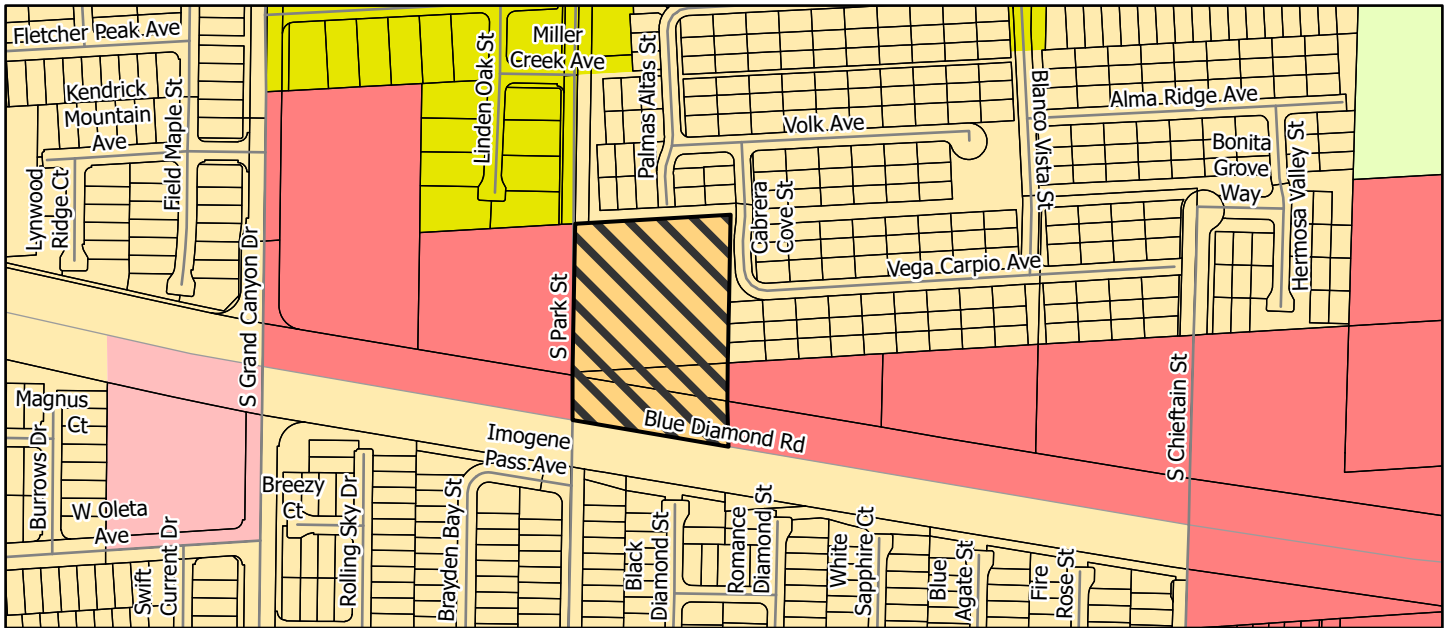 Fletcher Peak Ave
Kendrick
Mountain
Ave
Lynwood
Ridge Ct
Field Maple St
S Grand Canyon Dr
Linden Oak St
Miller
Creek Ave
Palmas Altas St
Volk Ave
Cabrera
Cove St
Blanco Vista St
Alma Ridge Ave
Bonita
Grove
Way
Hermosa Valley St
Vega Carpio Ave
S Park St
Blue Diamond Rd
S Chieftain St
Magnus
Ct
Burrows Dr
W Oleta
Ave
Swift
Current Dr
Breezy
Ct
Rolling Sky Dr
Imogene
Pass Ave
Brayden Bay St
Black
Diamond St
Romance
Diamond St
White
Sapphire Ct
Blue
Agate St
Fire
Rose St